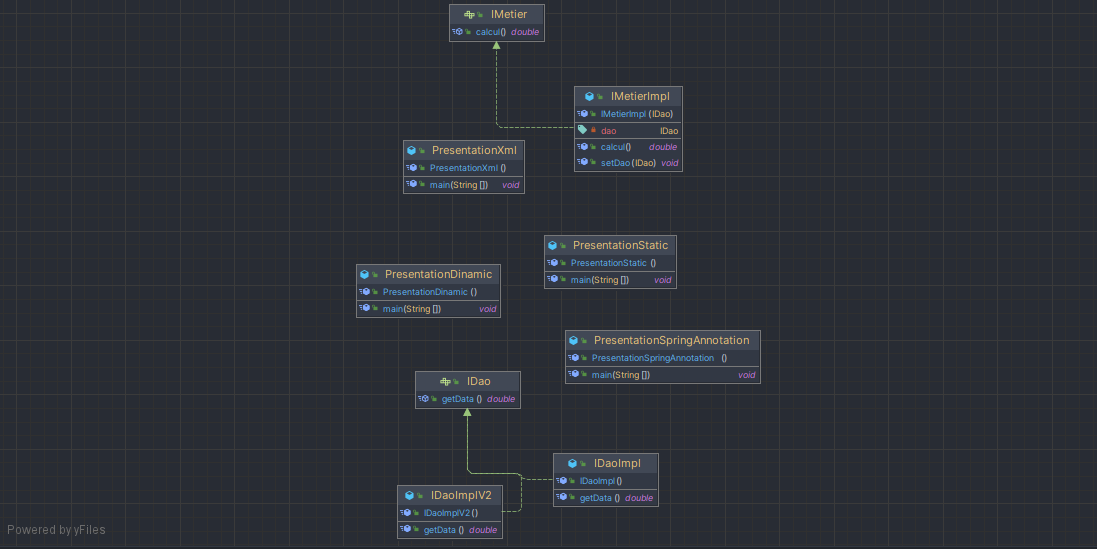 IMetier
calcul() double
IMetierImpl
IMetierImpl (IDao)
dao IDao
calcul() double
setDao (IDao) void
PresentationXml
PresentationXml ()
main(String []) void
PresentationStatic
PresentationStatic ()
main(String []) void
PresentationDinamic
PresentationDinamic ()
main(String []) void
PresentationSpringAnnotation
PresentationSpringAnnotation ()
main(String []) void
IDao
getData () double
IDaoImpl
IDaoImpl()
getData () double
IDaoImplV2
IDaoImplV2()
getData () double
Powered by yFiles